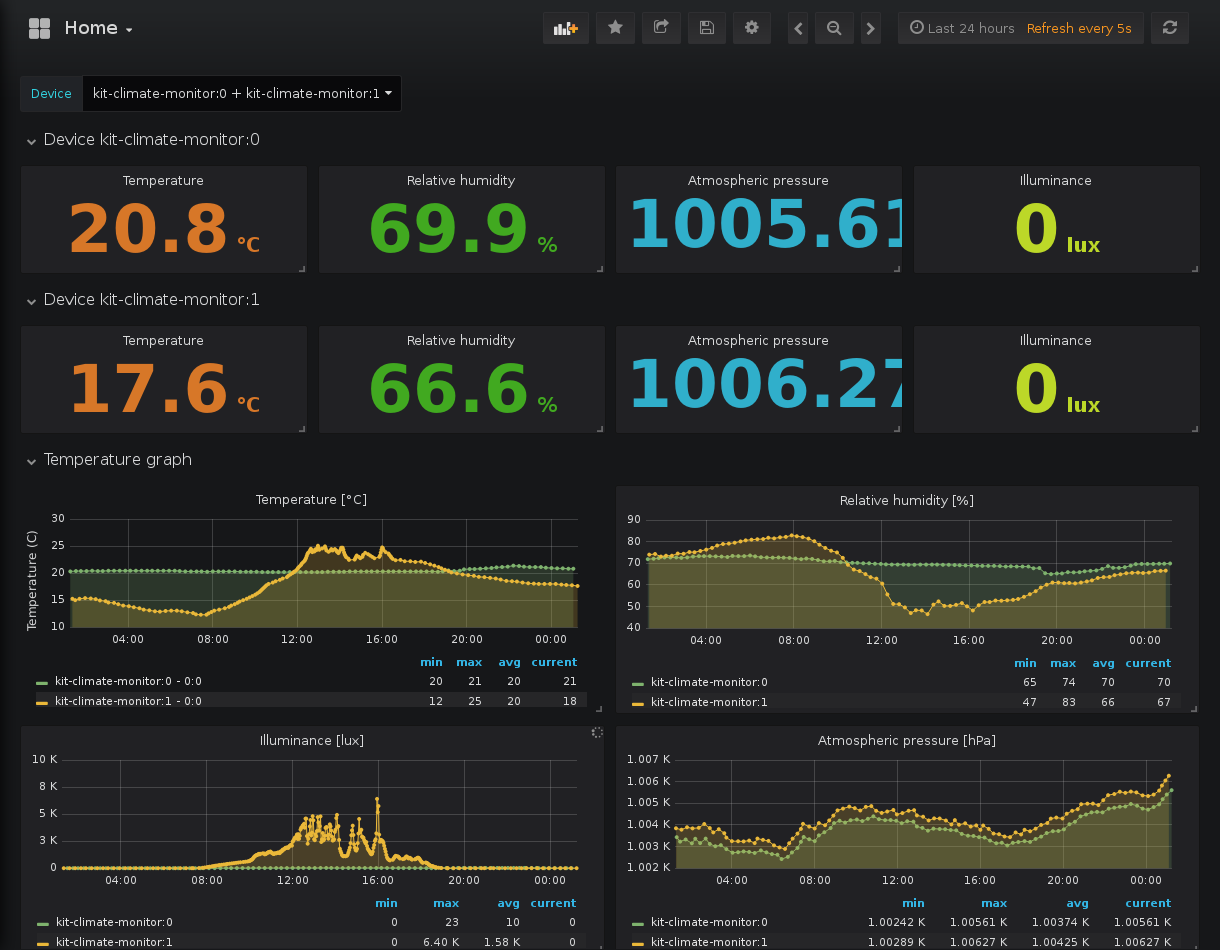 Home
Last 24 hours Refresh every 5s
Device kit-climate-monitor:0 + kit-climate-monitor:1
Device kit-climate-monitor:0
Temperature Relative humidity Atmospheric pressure Illuminance
20.8 °C 69.9 % 1005.61 0 lux
Device kit-climate-monitor:1
Temperature Relative humidity Atmospheric pressure Illuminance
17.6 °C 66.6 % 1006.27 0 lux
Temperature graph
Temperature [°C]
Temperature (C)
30
25
20
15
10
04:00 08:00 12:00 16:00 20:00 00:00
min max avg current
kit-climate-monitor:0 - 0:0 20 21 20 21
kit-climate-monitor:1 - 0:0 12 25 20 18
Relative humidity [%]
90
80
70
60
50
40
04:00 08:00 12:00 16:00 20:00 00:00
min max avg current
kit-climate-monitor:0 65 74 70 70
kit-climate-monitor:1 47 83 66 67
Illuminance [lux]
10 K
8 K
5 K
3 K
0
04:00 08:00 12:00 16:00 20:00 00:00
min max avg current
kit-climate-monitor:0 0 23 10 0
kit-climate-monitor:1 0 6.40 K 1.58 K 0
Atmospheric pressure [hPa]
1.007 K
1.006 K
1.005 K
1.004 K
1.003 K
1.002 K
04:00 08:00 12:00 16:00 20:00 00:00
min max avg current
kit-climate-monitor:0 1.00242 K 1.00561 K 1.00374 K 1.00561 K
kit-climate-monitor:1 1.00289 K 1.00627 K 1.00425 K 1.00627 K